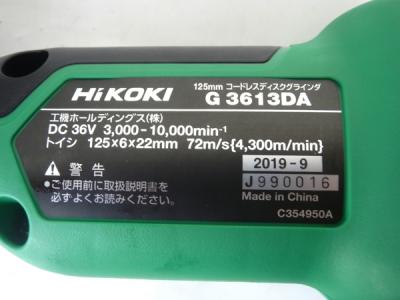 HiKOKI
125mm コードレスディスクグラインダ
G 3613DA
工機ホールディングス(株)
DC 36V 3,000-10,000min⁻¹
トイシ 125x6x22mm 72m/s{4,300m/min}
警告
•ご使用前に取扱説明書を
必ずよくお読みください。
2019-9
J990016
Made in China
C354950A